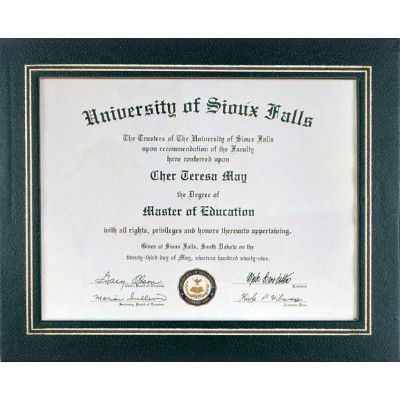 University of Sioux Falls
The Trustees of The University of Sioux Falls
upon recommendation of the Faculty
have conferred upon
Cher Teresa May
the Degree of
Master of Education
with all rights, privileges and honors thereunto appertaining.
Given at Sioux Falls, South Dakota on the
twenty-third day of May, nineteen hundred ninety-nine.
Gary Olson